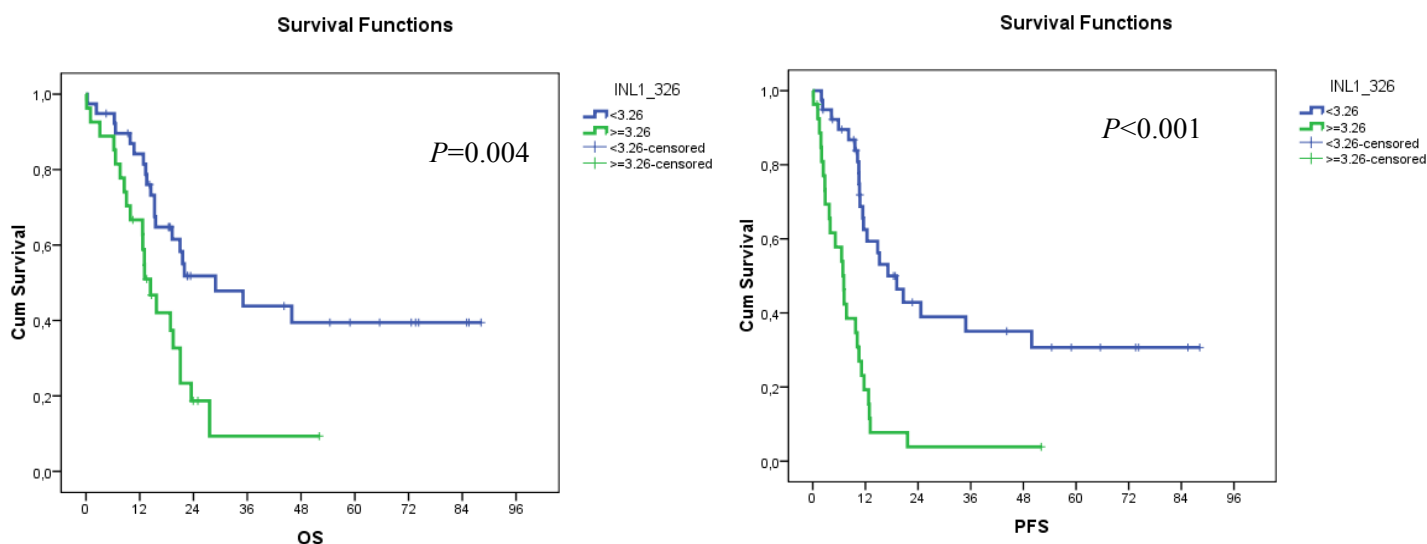 Survival Functions
INL1_326
<3.26
>=3.26
<3.26-censored
>=3.26-censored
P=0.004
Cum Survival
1,0
0,8
0,6
0,4
0,2
0,0
0 12 24 36 48 60 72 84 96
OS
Survival Functions
INL1_326
<3.26
>=3.26
<3.26-censored
>=3.26-censored
P<0.001
Cum Survival
1,0
0,8
0,6
0,4
0,2
0,0
0 12 24 36 48 60 72 84 96
PFS